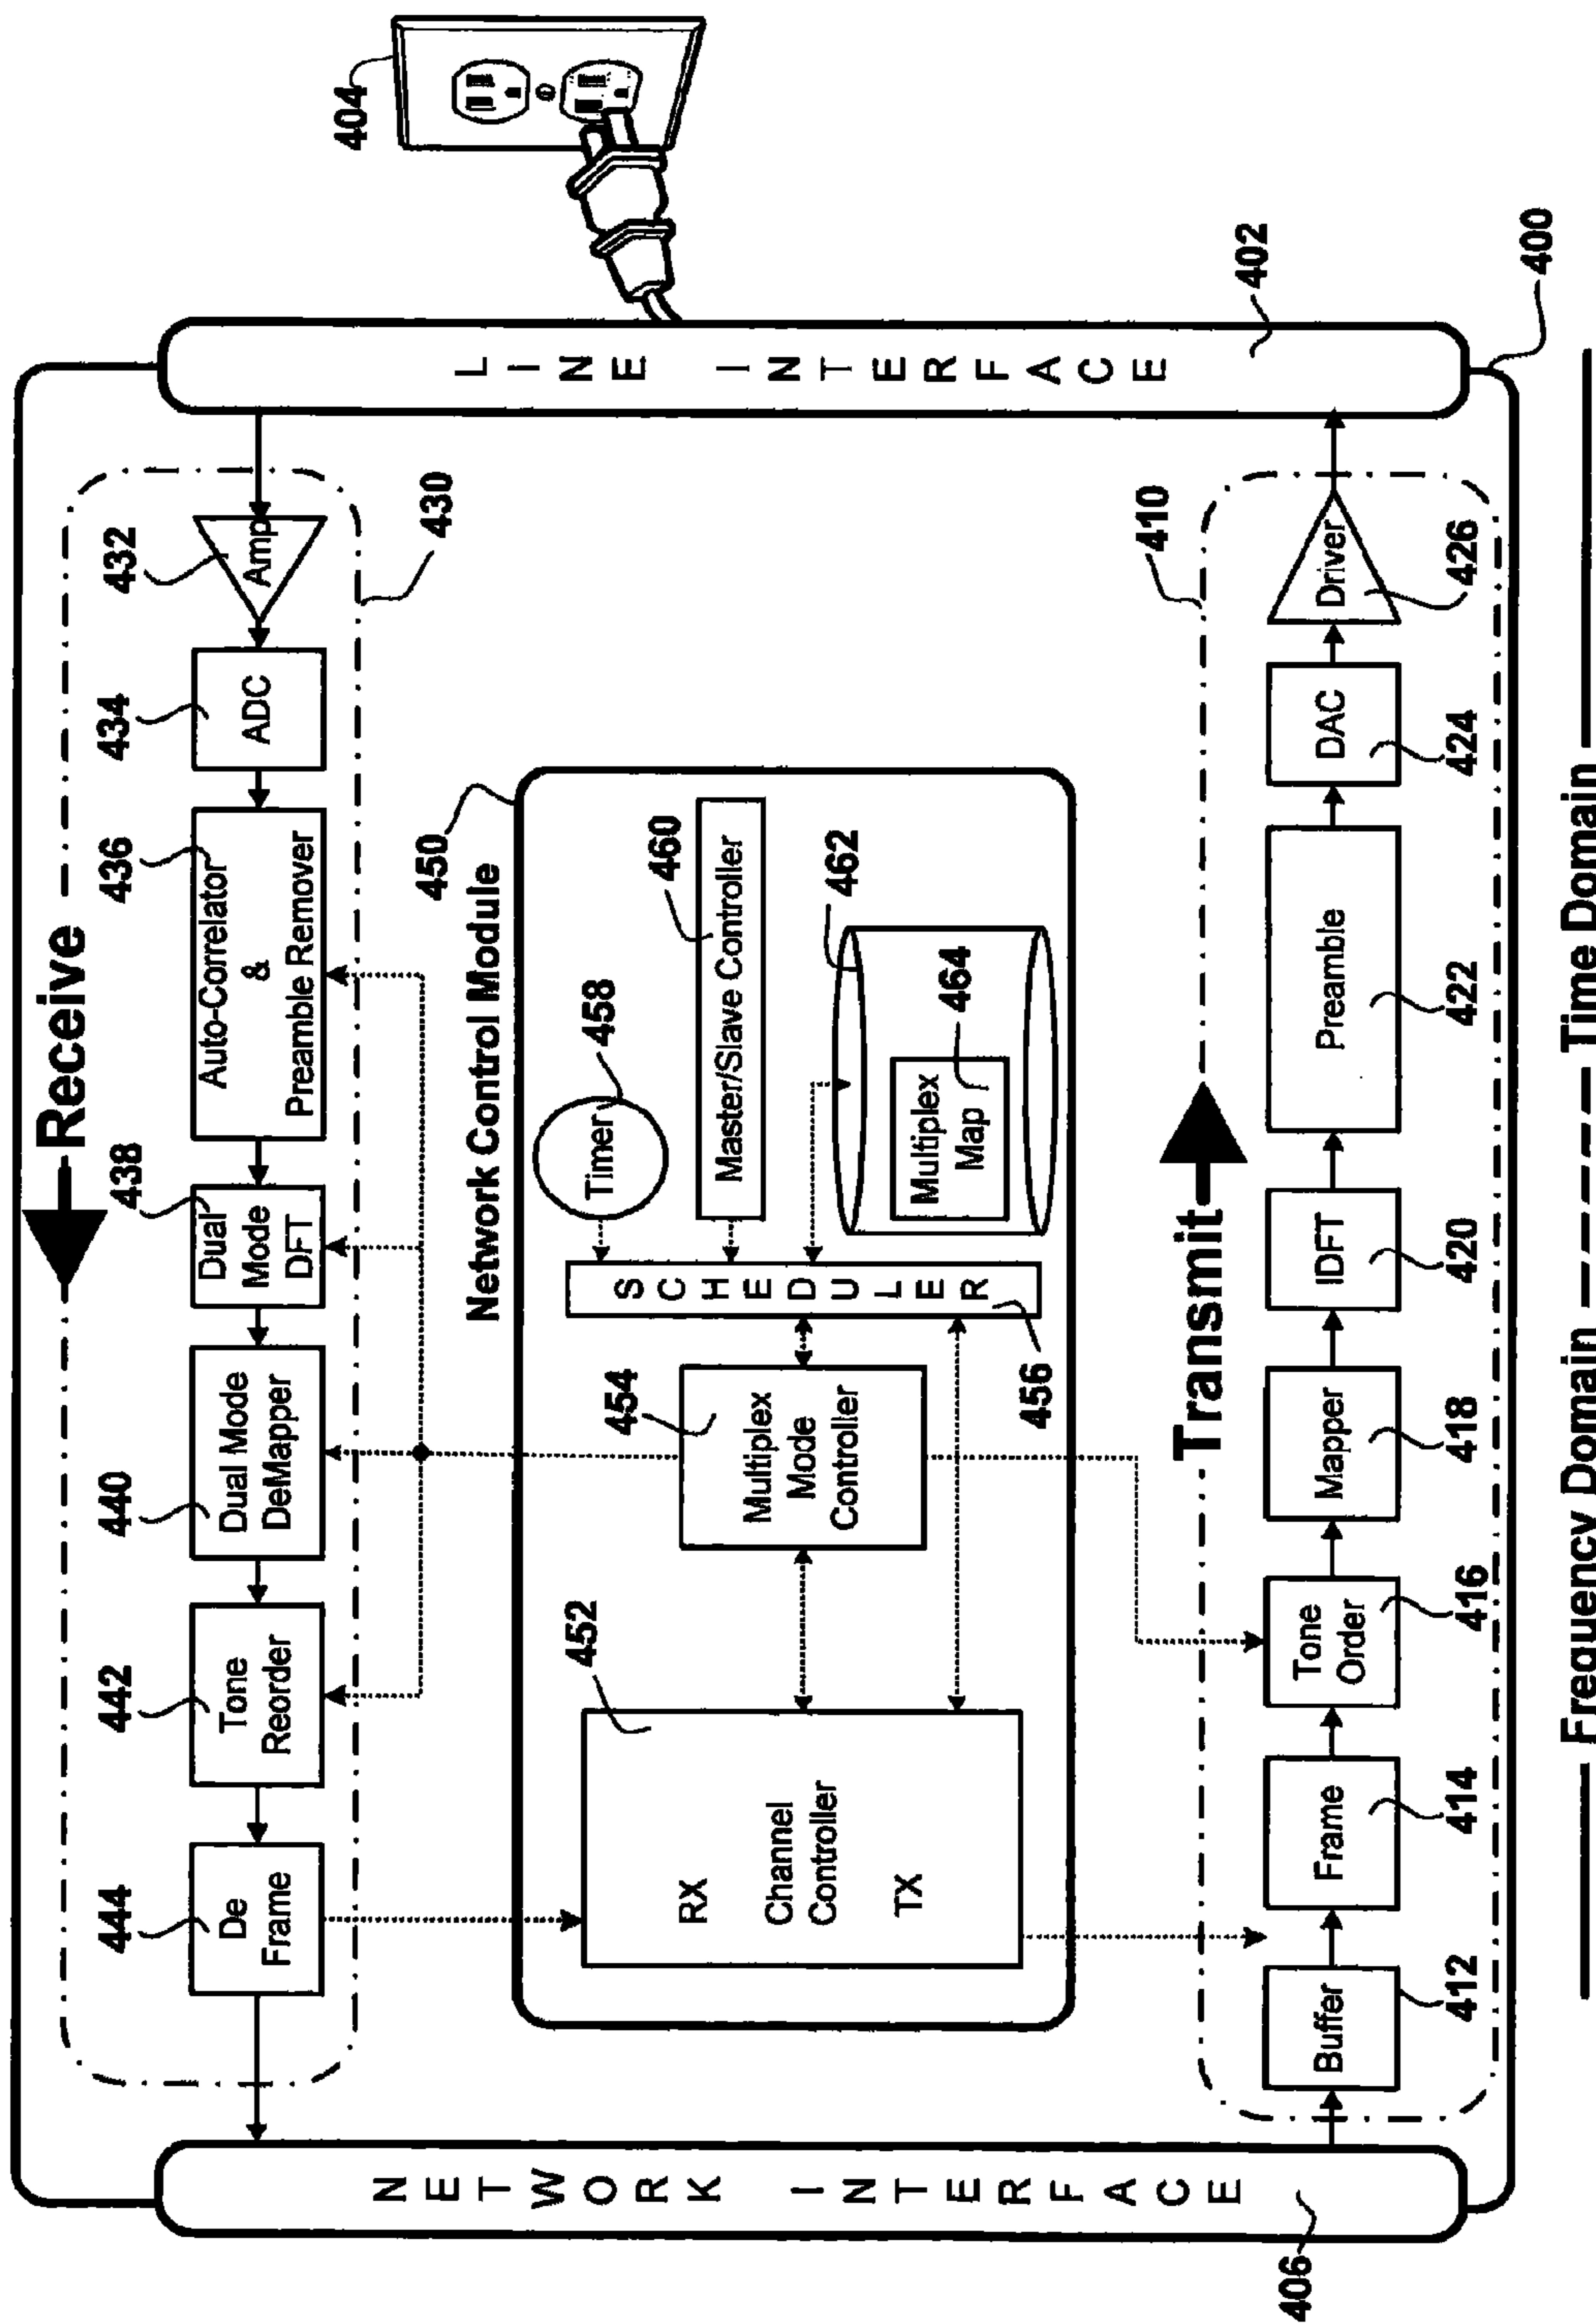 404
LINE INTERFACE
402
400
Receive
432
Amp
434
ADC
436
Auto-Correlator
&
Preamble Remover
438
Dual
Mode
DFT
440
Dual Mode
DeMapper
442
Tone
Reorder
444
De
Frame
430
450
Network Control Module
452
RX
Channel
Controller
TX
454
Multiplex
Mode
Controller
SCHEDULER
456
Timer
458
460
Master/Slave Controller
462
Multiplex
Map
464
NETWORK INTERFACE
406
Transmit
410
Buffer
412
Frame
414
Tone
Order
416
Mapper
418
IDFT
420
Preamble
422
DAC
424
Driver
426
Frequency Domain
Time Domain